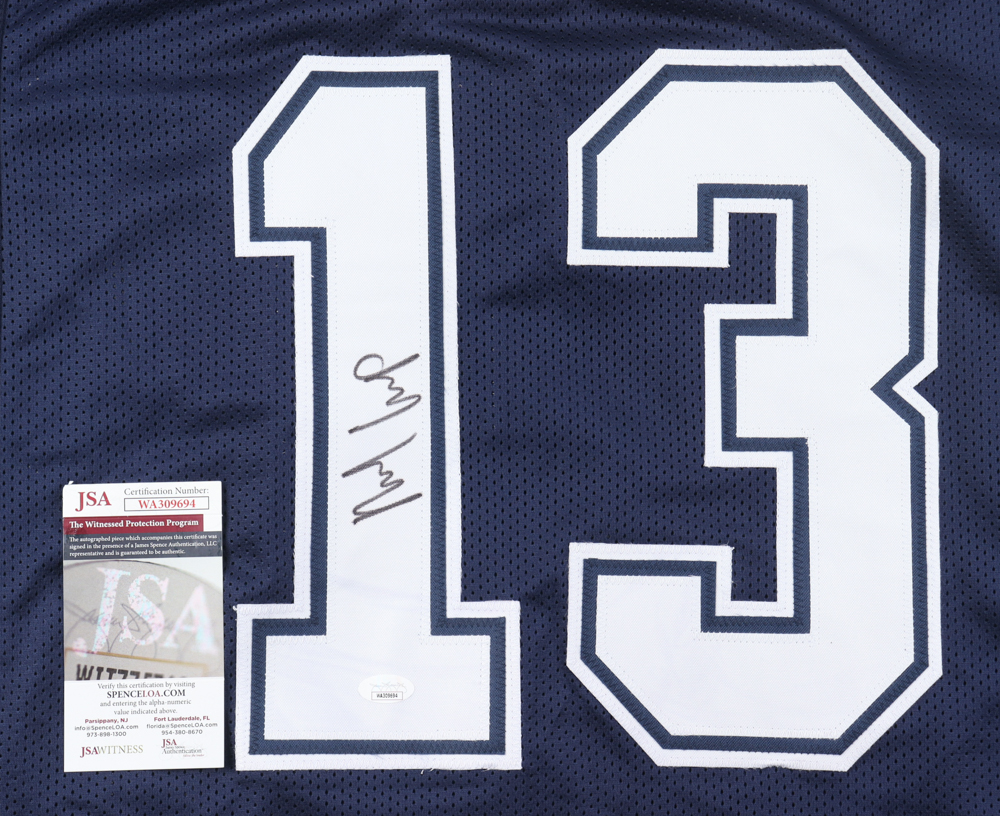 13
JSA
Certification Number:
WA309694
The Witnessed Protection Program
The autographed piece which accompanies this certificate was
signed in the presence of a James Spence Authentication, LLC
representative and is guaranteed to be authentic.
JSA
Verify this certification by visiting
SPENCELOA.COM
and entering the alpha-numeric
value indicated above.
Parsippany, NJ
info@SpenceLOA.com
973-898-1300
Fort Lauderdale, FL
florida@SpenceLOA.com
954-380-8670
JSAWITNESS
JSA
Authentication
WA309694